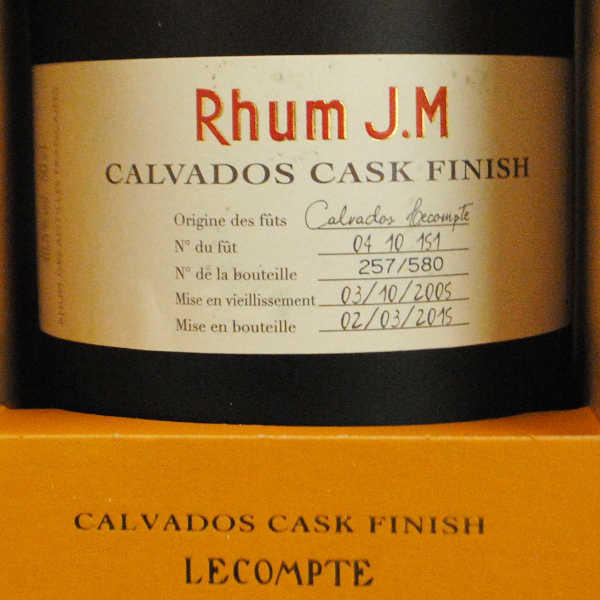 Rhum J.M
CALVADOS CASK FINISH
Origine des fûts Calvados Lecompte
N° du fût 04 10 151
N° de la bouteille 257/580
Mise en vieillissement 03/10/2005
Mise en bouteille 02/03/2015
CALVADOS CASK FINISH
LECOMPTE